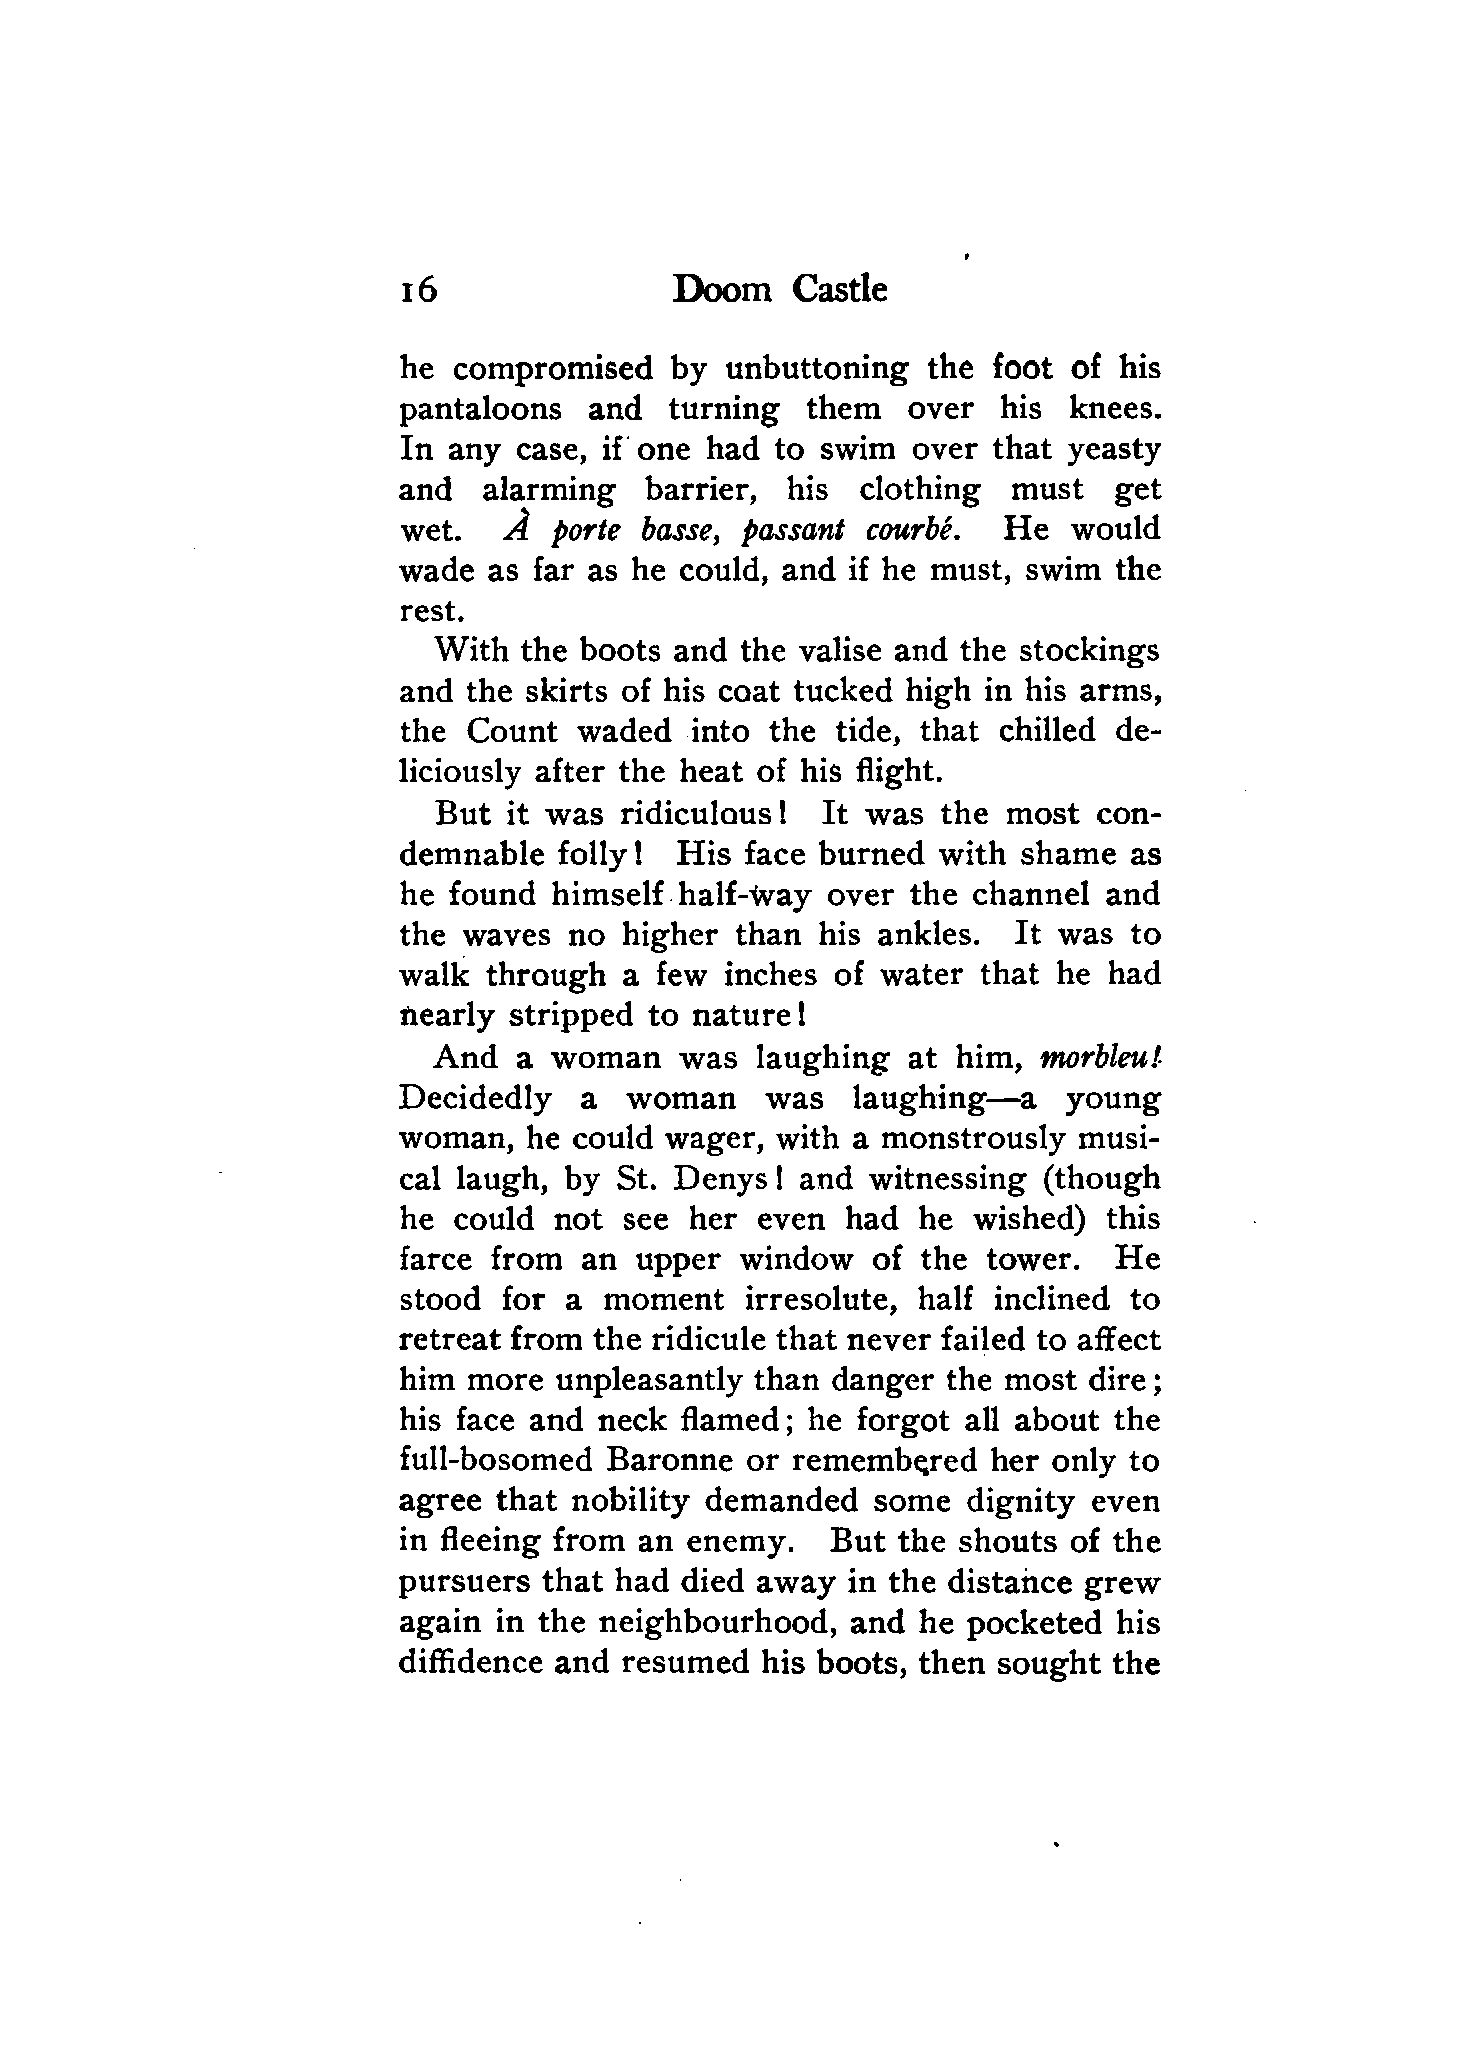 16 Doom Castle
he compromised by unbuttoning the foot of his
pantaloons and turning them over his knees.
In any case, if one had to swim over that yeasty
and alarming barrier, his clothing must get
wet. À porte basse, passant courbé. He would
wade as far as he could, and if he must, swim the
rest.
With the boots and the valise and the stockings
and the skirts of his coat tucked high in his arms,
the Count waded into the tide, that chilled de-
liciously after the heat of his flight.
But it was ridiculous! It was the most con-
demnable folly! His face burned with shame as
he found himself half-way over the channel and
the waves no higher than his ankles. It was to
walk through a few inches of water that he had
nearly stripped to nature!
And a woman was laughing at him, morbleu!
Decidedly a woman was laughing—a young
woman, he could wager, with a monstrously musi-
cal laugh, by St. Denys! and witnessing (though
he could not see her even had he wished) this
farce from an upper window of the tower. He
stood for a moment irresolute, half inclined to
retreat from the ridicule that never failed to affect
him more unpleasantly than danger the most dire;
his face and neck flamed; he forgot all about the
full-bosomed Baronne or remembered her only to
agree that nobility demanded some dignity even
in fleeing from an enemy. But the shouts of the
pursuers that had died away in the distance grew
again in the neighbourhood, and he pocketed his
diffidence and resumed his boots, then sought the